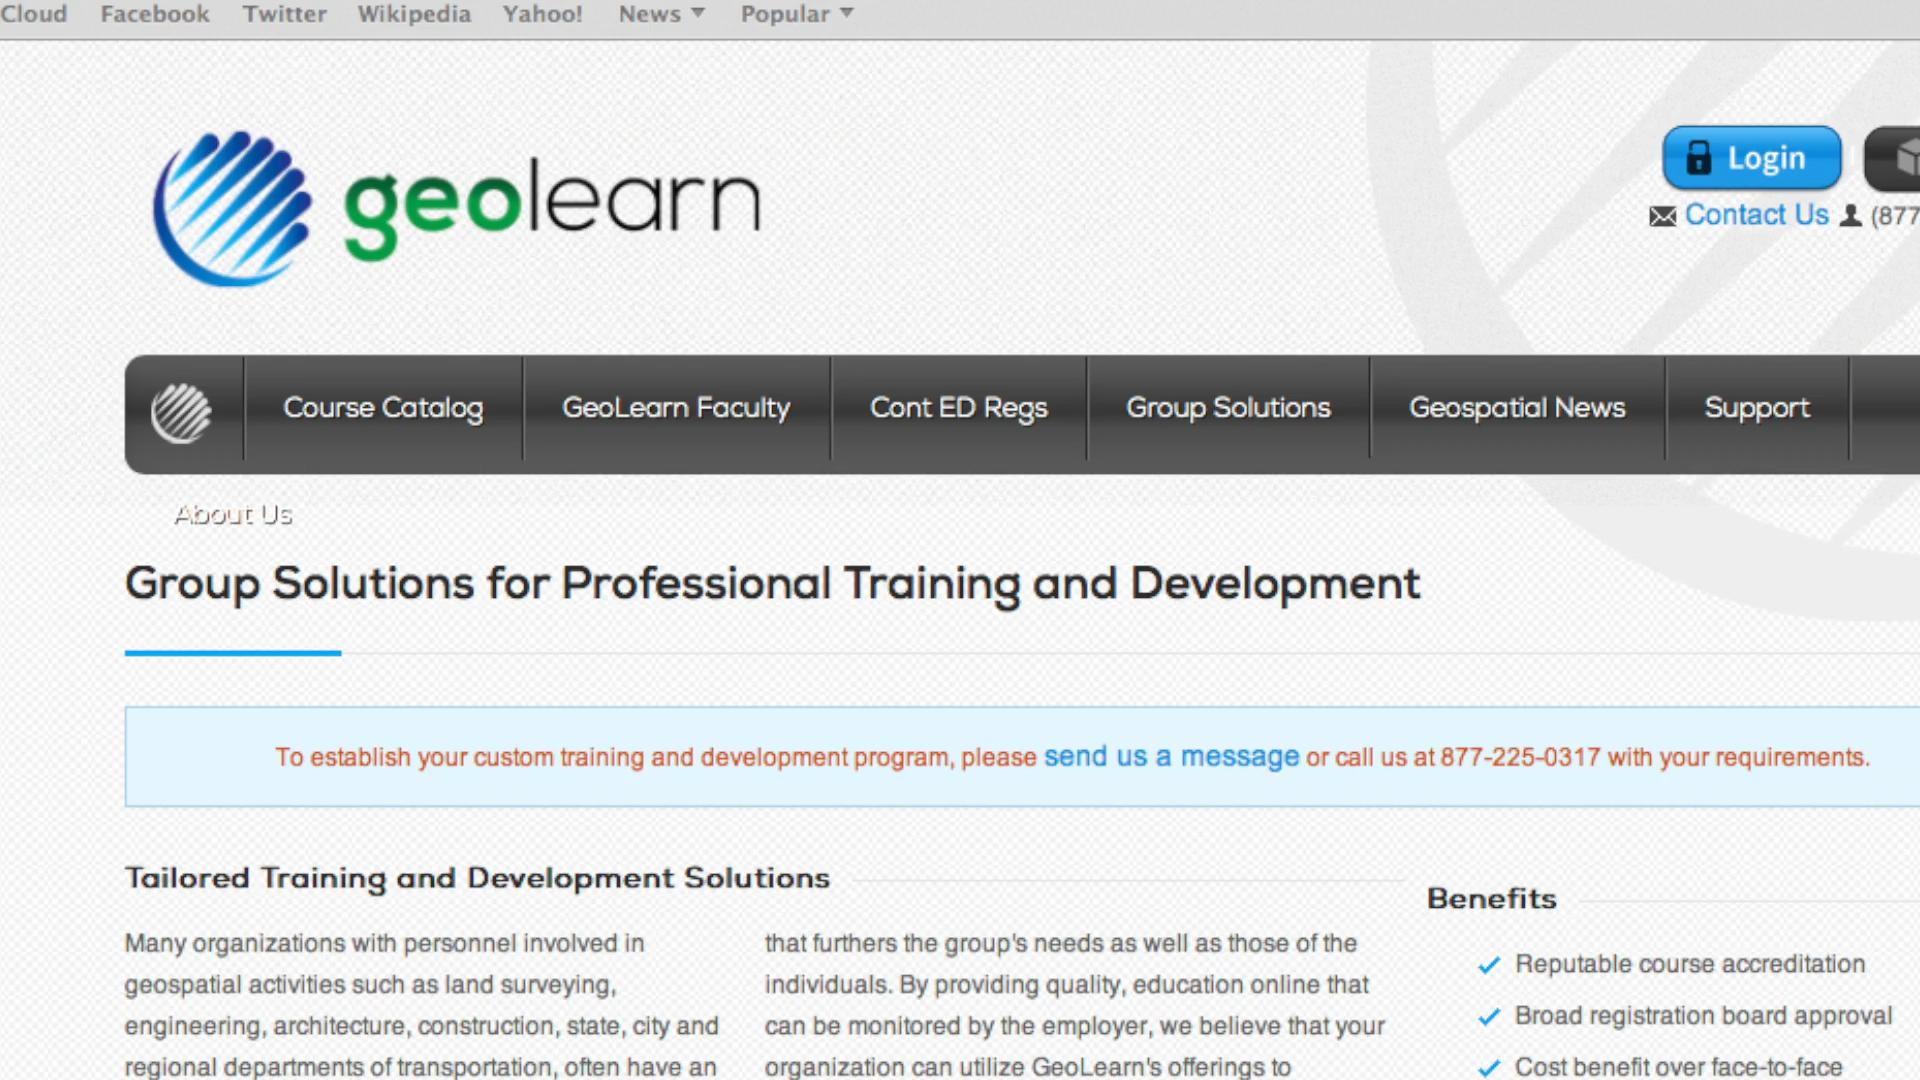 Cloud Facebook Twitter Wikipedia Yahoo! News Popular
geolearn
Login
Contact Us (877
Course Catalog GeoLearn Faculty Cont ED Regs Group Solutions Geospatial News Support
About Us
Group Solutions for Professional Training and Development
To establish your custom training and development program, please send us a message or call us at 877-225-0317 with your requirements.
Tailored Training and Development Solutions
Many organizations with personnel involved in
geospatial activities such as land surveying,
engineering, architecture, construction, state, city and
regional departments of transportation, often have an
that furthers the group's needs as well as those of the
individuals. By providing quality, education online that
can be monitored by the employer, we believe that your
organization can utilize GeoLearn's offerings to
Benefits
Reputable course accreditation
Broad registration board approval
Cost benefit over face-to-face